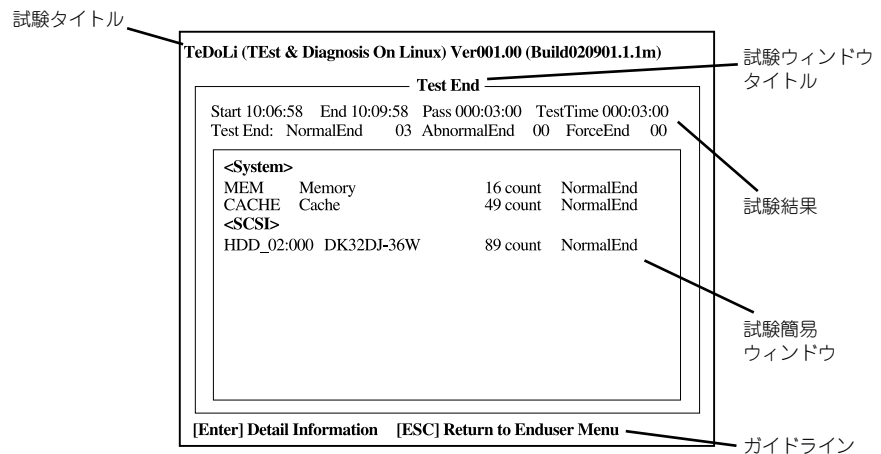 試験タイトル
TeDoLi (TEst & Diagnosis On Linux) Ver001.00 (Build020901.1.1m)
試験ウィンドウ
タイトル
Test End
Start 10:06:58 End 10:09:58 Pass 000:03:00 TestTime 000:03:00
Test End: NormalEnd 03 AbnormalEnd 00 ForceEnd 00
試験結果
<System>
MEM Memory 16 count NormalEnd
CACHE Cache 49 count NormalEnd
<SCSI>
HDD_02:000 DK32DJ-36W 89 count NormalEnd
試験簡易
ウィンドウ
[Enter] Detail Information [ESC] Return to Enduser Menu
ガイドライン